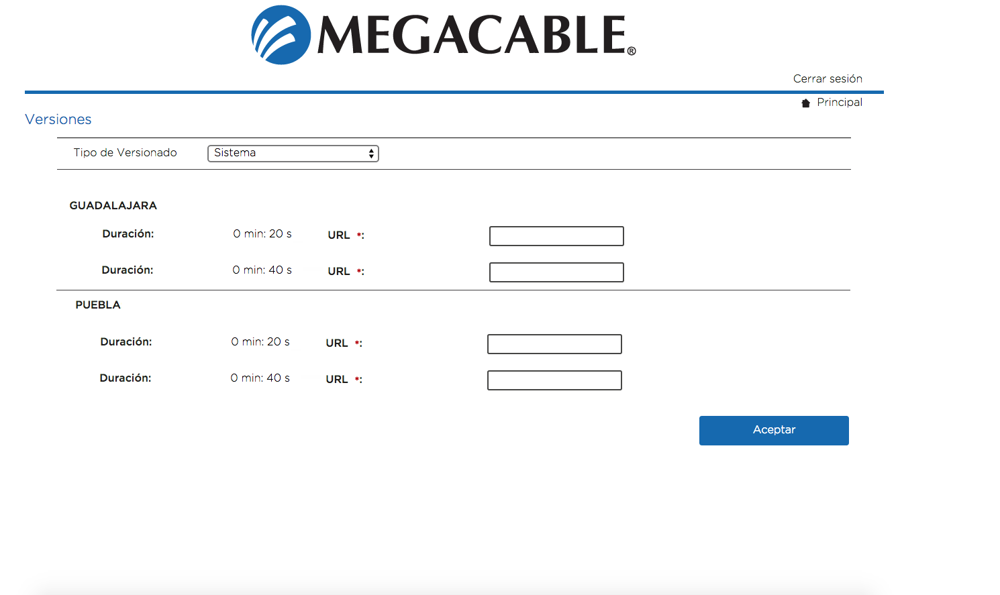 MEGACABLE®
Cerrar sesión
Principal
Versiones
Tipo de Versionado Sistema
GUADALAJARA
Duración: 0 min: 20 s URL *:
Duración: 0 min: 40 s URL *:
PUEBLA
Duración: 0 min: 20 s URL *:
Duración: 0 min: 40 s URL *:
Aceptar